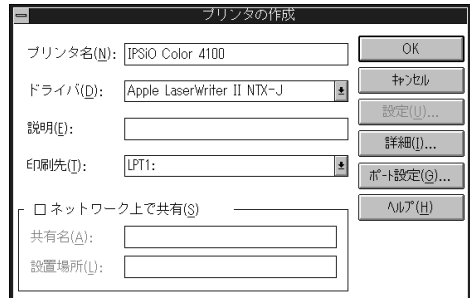 プリンタの作成
プリンタ名(N): IPSiO Color 4100
ドライバ(D): Apple LaserWriter II NTX-J
説明(E):
印刷先(T): LPT1:
ネットワーク上で共有(S)
共有名(A):
設置場所(L):
OK
ｷｬﾝｾﾙ
設定(U)...
詳細(I)...
ﾎﾟｰﾄ設定(G)...
ﾍﾙﾌﾟ(H)